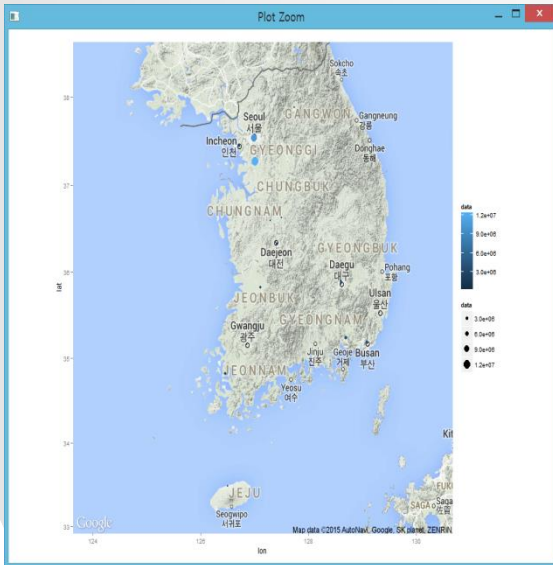 Plot Zoom
Sokcho
속초
38
GANGWON
Gangneung
강릉
Seoul
서울
Donghae
동해
Incheon
인천
GYEONGGI
37
CHUNGBUK
CHUNGNAM
GYEONGBUK
Daejeon
대전
Daegu
대구
Pohang
포항
36
lat
JEONBUK
Ulsan
울산
GYEONGNAM
Gwangju
광주
Busan
부산
Jinju
진주
Geoje
거제
35
JEONNAM
Yeosu
여수
34
Kit
FUK
SAGA
Saga
佐賀
JEJU
Seogwipo
서귀포
33
Google
Map data ©2015 AutoNavi, Google, SK planet, ZENRIN
124
126
128
130
lon
data
1.2e+07
9.0e+06
6.0e+06
3.0e+06
data
3.0e+06
6.0e+06
9.0e+06
1.2e+07